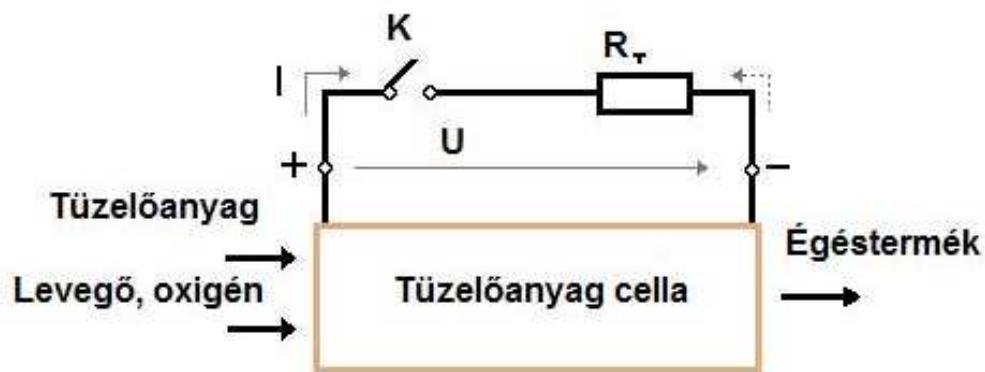 K
R_T
I
U
+
−
Tüzelőanyag
Égéstermék
Levegő, oxigén
Tüzelőanyag cella